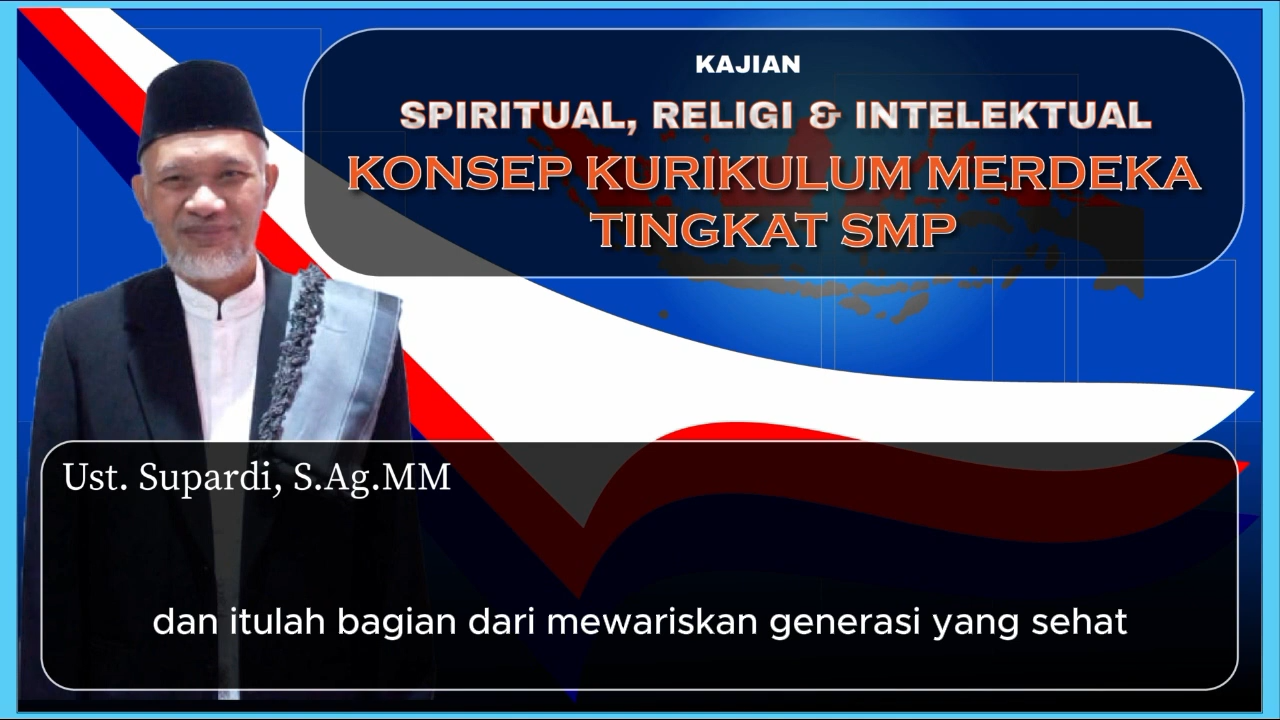 KAJIAN
SPIRITUAL, RELIGI & INTELEKTUAL
KONSEP KURIKULUM MERDEKA
TINGKAT SMP
Ust. Supardi, S.Ag.MM
dan itulah bagian dari mewariskan generasi yang sehat